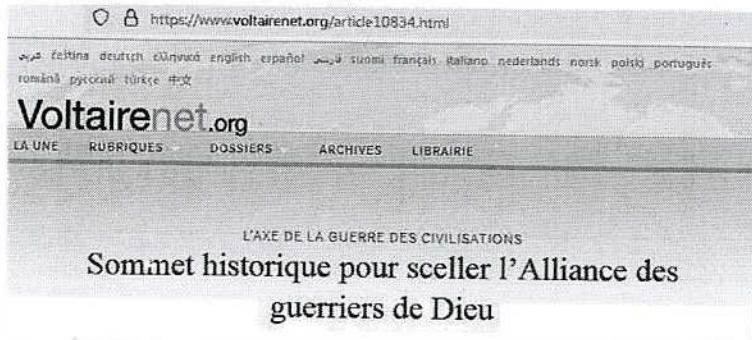 https://www.voltairenet.org/article10834.html
čeština deutsch ελληνικά english español فارسی suomi français italiano nederlands norsk polski português
română русский türkçe 中文
Voltairenet.org
LA UNE RUBRIQUES DOSSIERS ARCHIVES LIBRAIRIE
L'AXE DE LA GUERRE DES CIVILISATIONS
Sommet historique pour sceller l'Alliance des
guerriers de Dieu